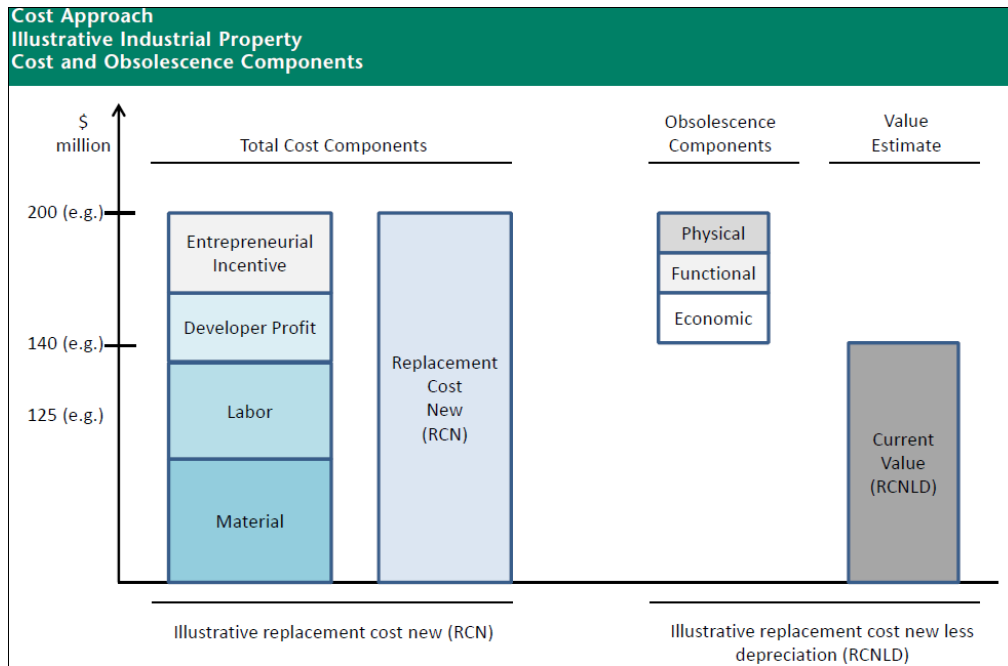 Cost Approach
Illustrative Industrial Property
Cost and Obsolescence Components
$
million
Total Cost Components
Obsolescence
Components
Value
Estimate
200 (e.g.)
140 (e.g.)
125 (e.g.)
Entrepreneurial
Incentive
Developer Profit
Labor
Material
Replacement
Cost
New
(RCN)
Physical
Functional
Economic
Current
Value
(RCNLD)
Illustrative replacement cost new (RCN)
Illustrative replacement cost new less
depreciation (RCNLD)